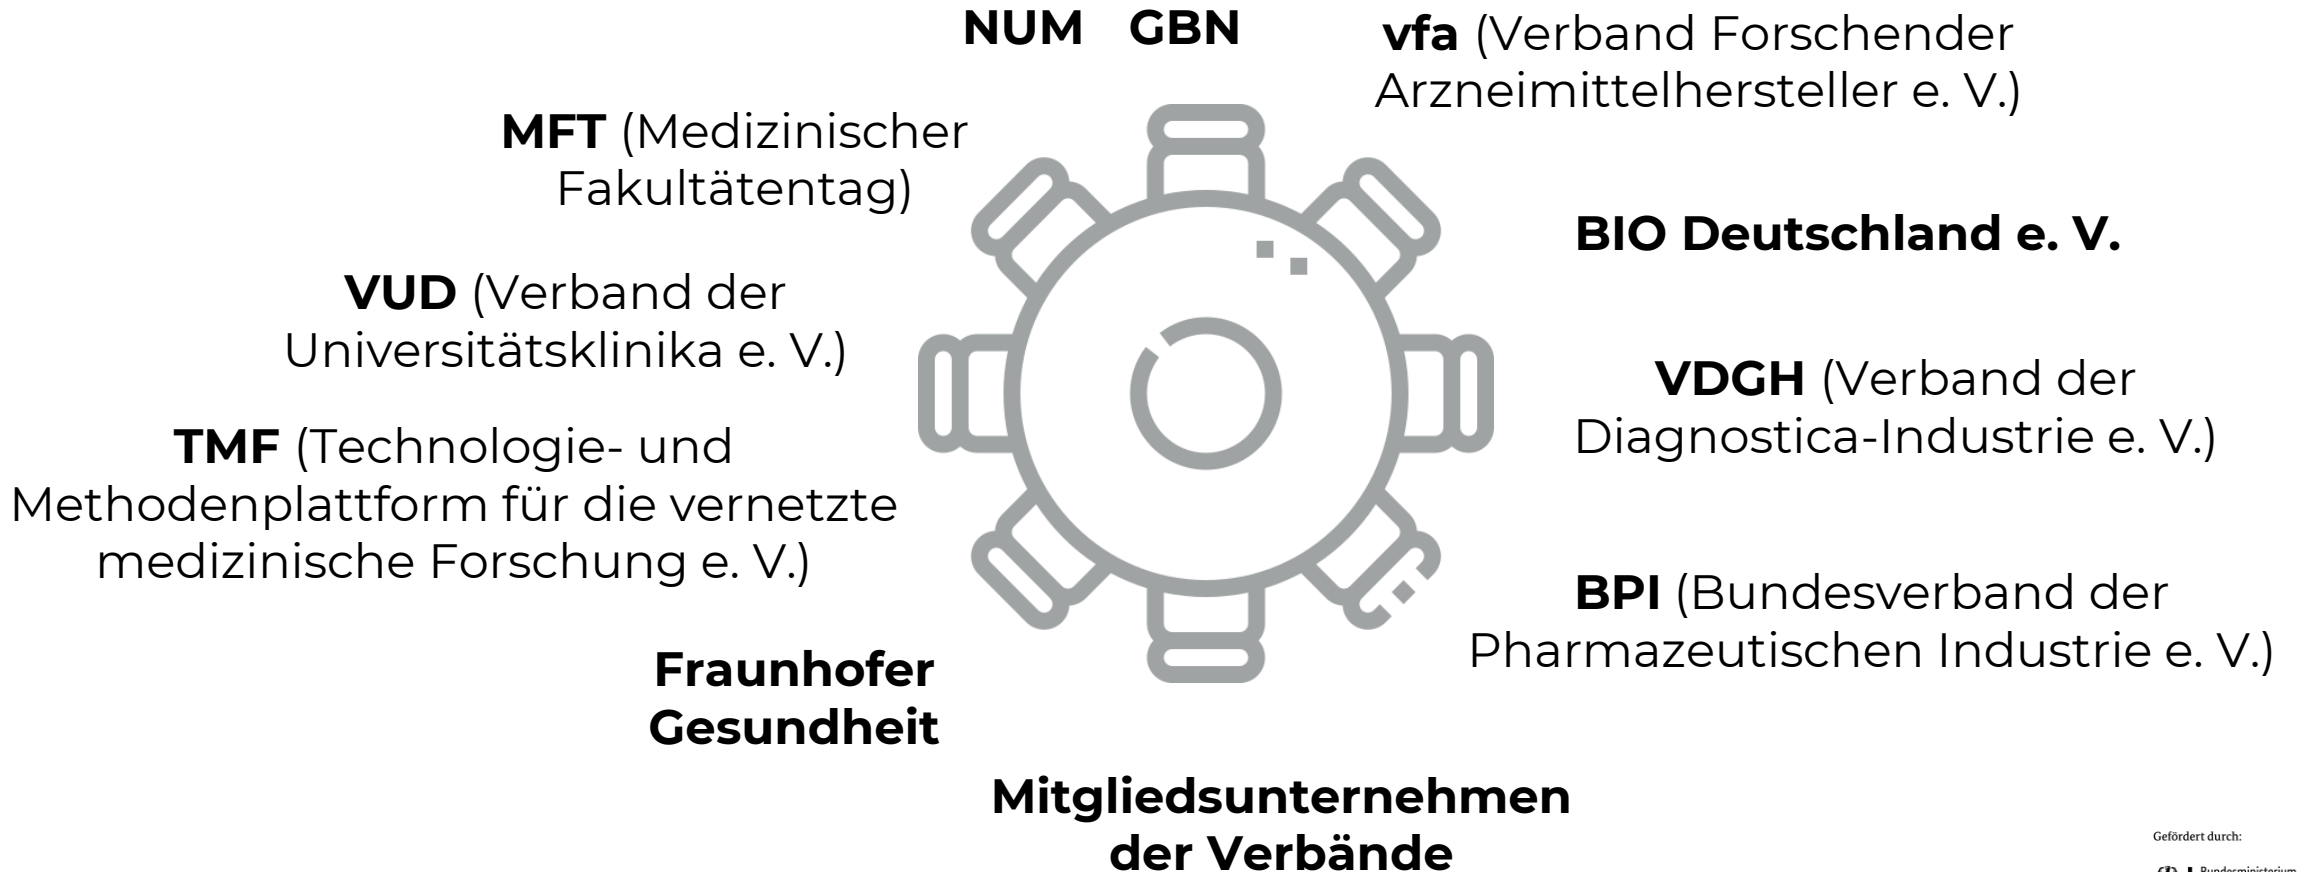 NUM GBN
vfa (Verband Forschender
Arzneimittelhersteller e. V.)
MFT (Medizinischer
Fakultätentag)
BIO Deutschland e. V.
VUD (Verband der
Universitätsklinika e. V.)
VDGH (Verband der
Diagnostica-Industrie e. V.)
TMF (Technologie- und
Methodenplattform für die vernetzte
medizinische Forschung e. V.)
BPI (Bundesverband der
Pharmazeutischen Industrie e. V.)
Fraunhofer
Gesundheit
Mitgliedsunternehmen
der Verbände
Gefördert durch:
Bundesministerium